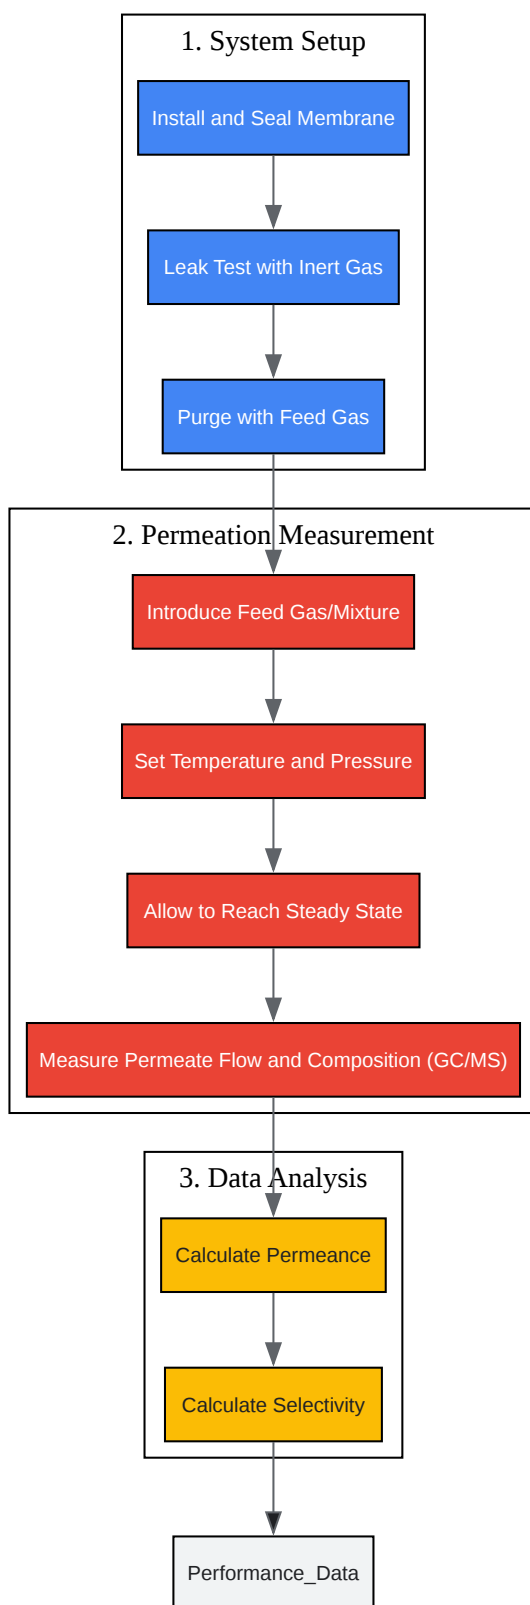 1. System Setup
Install and Seal Membrane
Leak Test with Inert Gas
Purge with Feed Gas
2. Permeation Measurement
Introduce Feed Gas/Mixture
Set Temperature and Pressure
Allow to Reach Steady State
Measure Permeate Flow and Composition (GC/MS)
3. Data Analysis
Calculate Permeance
Calculate Selectivity
Performance_Data